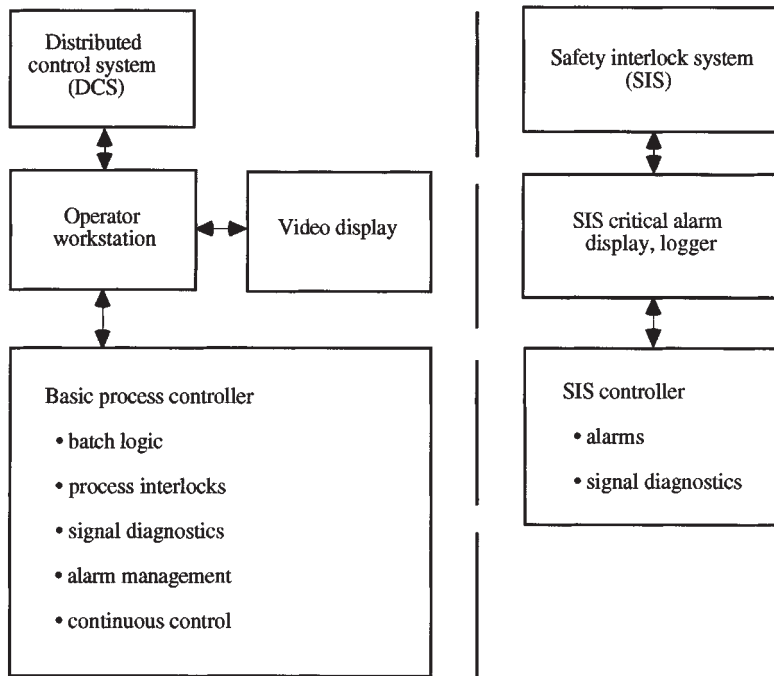 Distributed
control system
(DCS)
Operator
workstation
Video display
Basic process controller
• batch logic
• process interlocks
• signal diagnostics
• alarm management
• continuous control
Safety interlock system
(SIS)
SIS critical alarm
display, logger
SIS controller
• alarms
• signal diagnostics